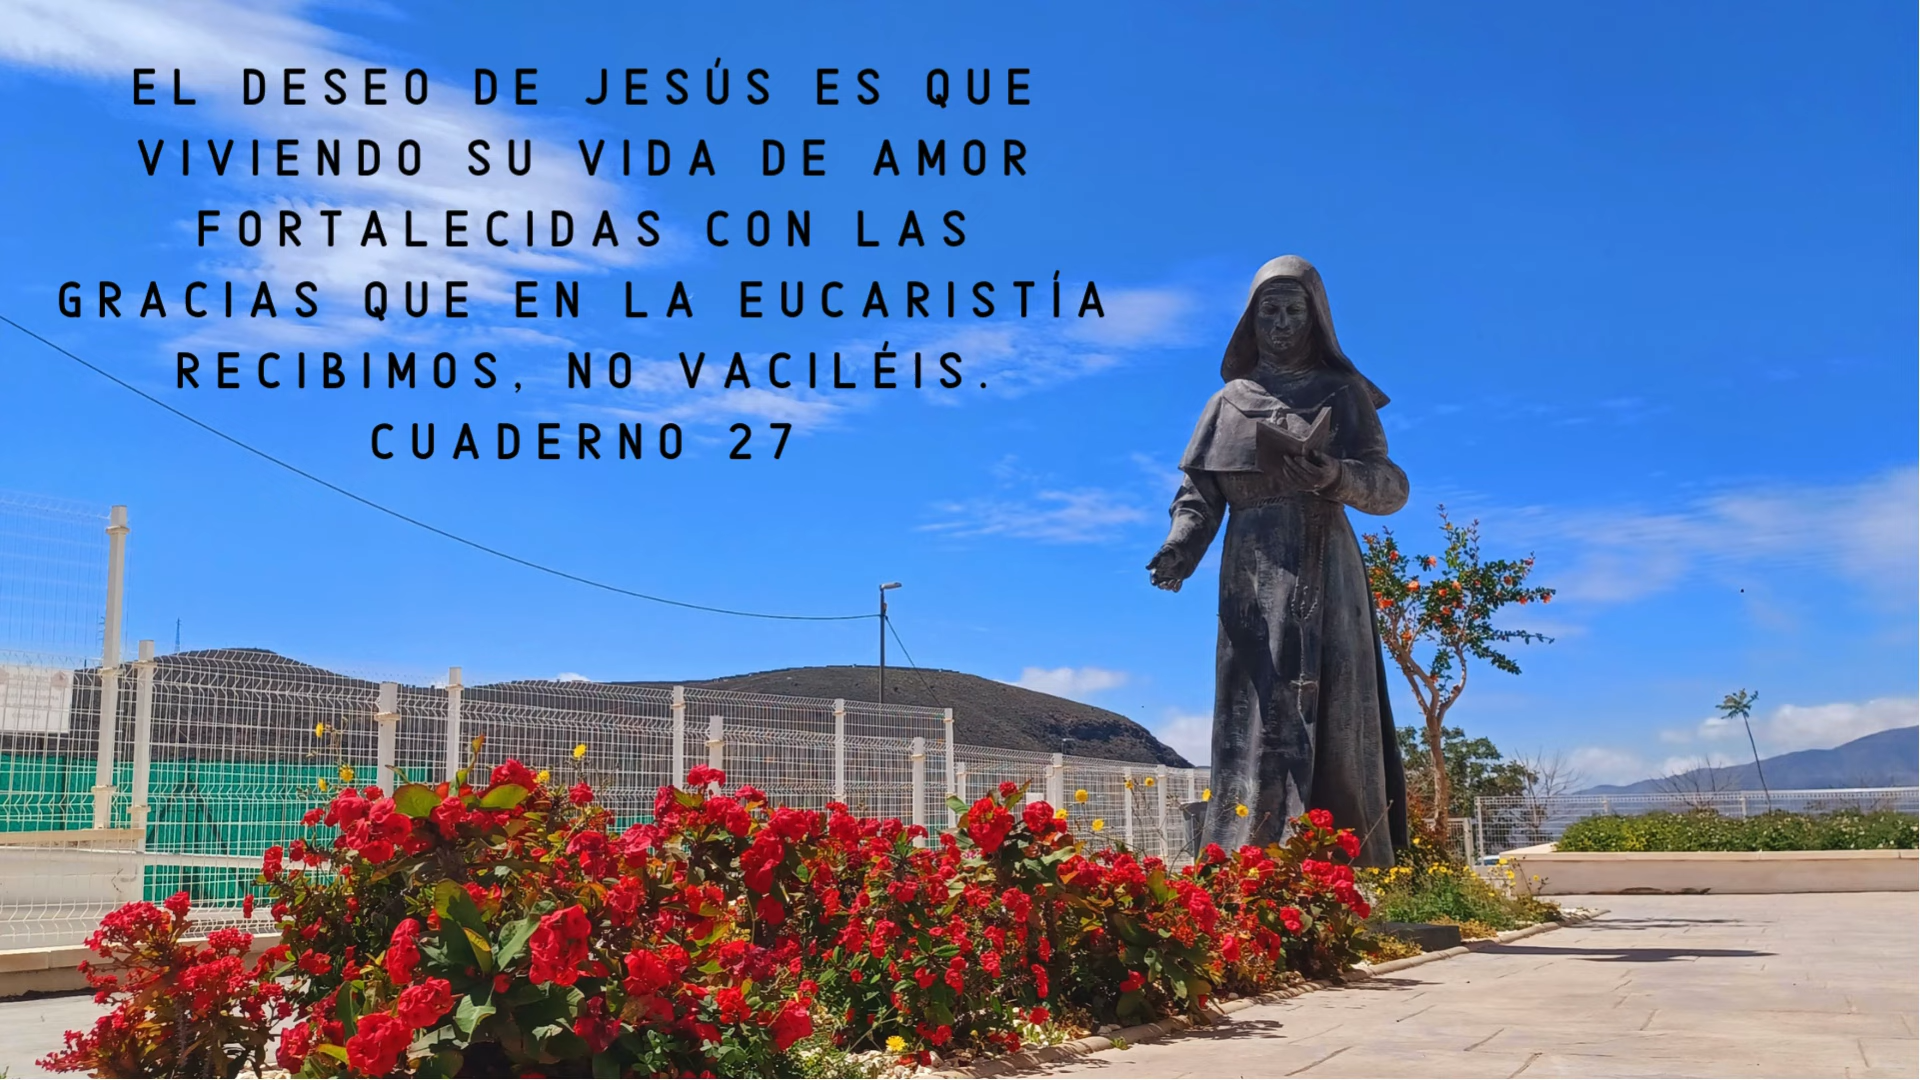 EL DESEO DE JESÚS ES QUE
VIVIENDO SU VIDA DE AMOR
FORTALECIDAS CON LAS
GRACIAS QUE EN LA EUCARISTÍA
RECIBIMOS, NO VACILÉIS.
CUADERNO 27